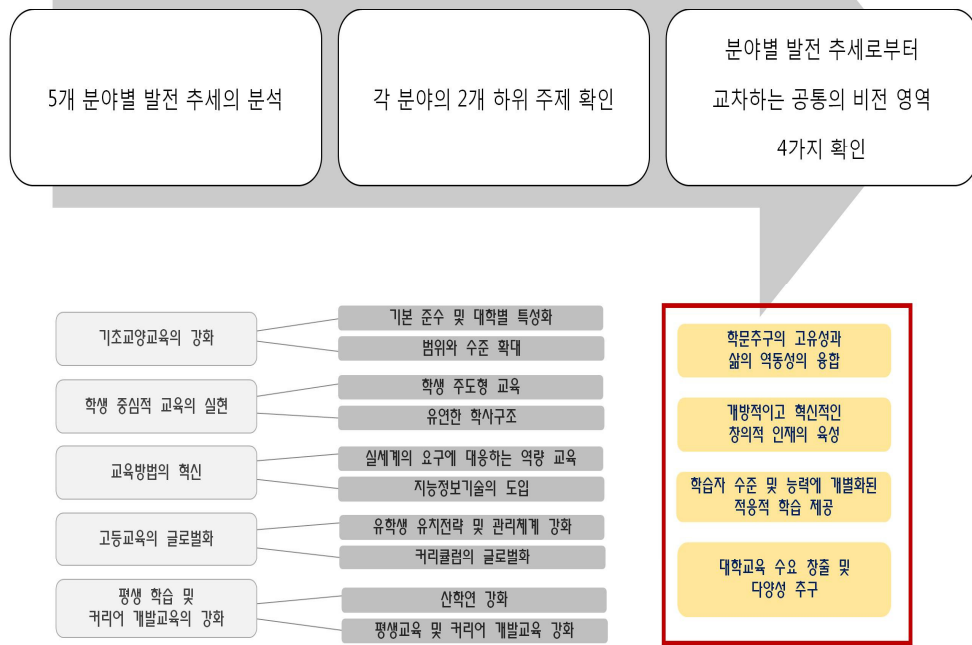 5개 분야별 발전 추세의 분석
각 분야의 2개 하위 주제 확인
분야별 발전 추세로부터
교차하는 공통의 비전 영역
4가지 확인
기초교양교육의 강화
기본 준수 및 대학별 특성화
범위와 수준 확대
학생 중심적 교육의 실현
학생 주도형 교육
유연한 학사구조
교육방법의 혁신
실세계의 요구에 대응하는 역량 교육
지능정보기술의 도입
고등교육의 글로벌화
유학생 유치전략 및 관리체계 강화
커리큘럼의 글로벌화
평생 학습 및
커리어 개발교육의 강화
산학연 강화
평생교육 및 커리어 개발교육 강화
학문추구의 고유성과
삶의 역동성의 융합
개방적이고 혁신적인
창의적 인재의 육성
학습자 수준 및 능력에 개별화된
적응적 학습 제공
대학교육 수요 창출 및
다양성 추구